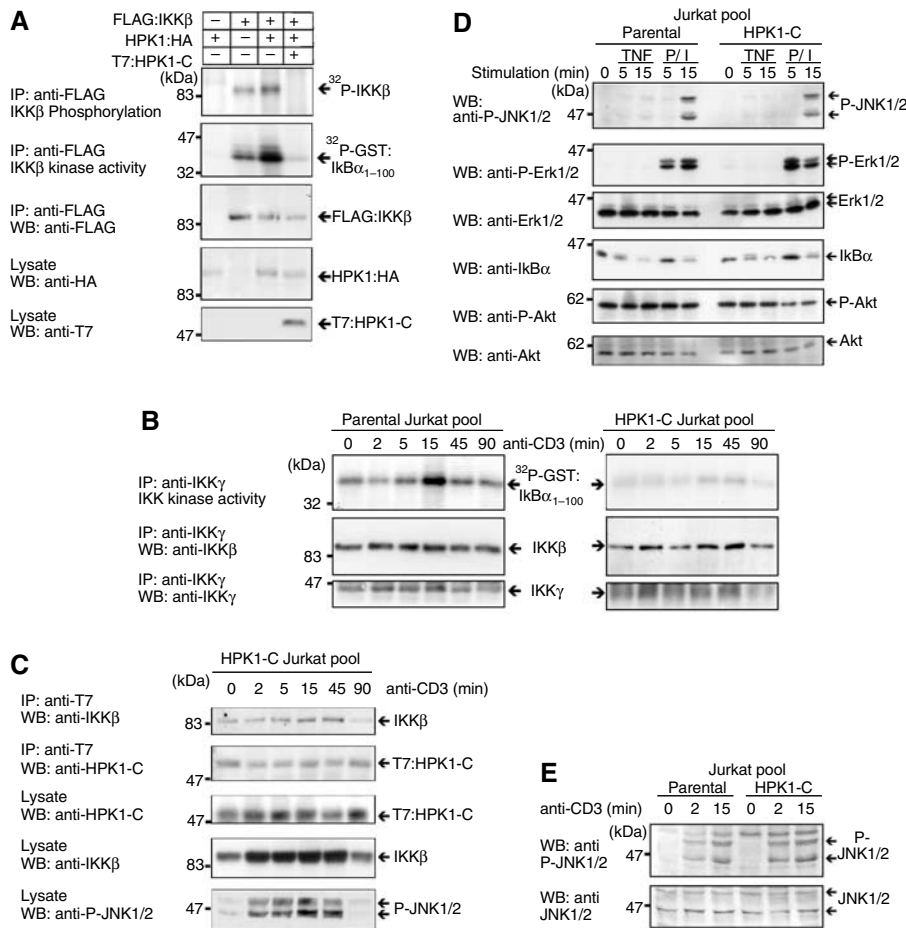 A
FLAG:IKKβ – + + +
HPK1:HA + – + +
T7:HPK1-C – – – +
(kDa)
IP: anti-FLAG
IKKβ Phosphorylation
83
32P-IKKβ
IP: anti-FLAG
IKKβ kinase activity
47
32
32P-GST:
IkBα1–100
IP: anti-FLAG
WB: anti-FLAG
83
FLAG:IKKβ
Lysate
WB: anti-HA
83
HPK1:HA
Lysate
WB: anti-T7
47
T7:HPK1-C
D
Jurkat pool
Parental HPK1-C
TNF P/ I TNF P/ I
Stimulation (min) 0 5 15 5 15 0 5 15 5 15
(kDa)
WB:
anti-P-JNK1/2
47
P-JNK1/2
WB: anti-P-Erk1/2
47
P-Erk1/2
WB: anti-Erk1/2
47
Erk1/2
WB: anti-IkBα
47
IkBα
WB: anti-P-Akt
62
P-Akt
WB: anti-Akt
62
Akt
B
Parental Jurkat pool HPK1-C Jurkat pool
0 2 5 15 45 90 anti-CD3 (min) 0 2 5 15 45 90
(kDa)
IP: anti-IKKγ
IKK kinase activity
32
32P-GST:
IkBα1–100
IP: anti-IKKγ
WB: anti-IKKβ
83
IKKβ
IP: anti-IKKγ
WB: anti-IKKγ
47
IKKγ
C
HPK1-C Jurkat pool
(kDa) 0 2 5 15 45 90 anti-CD3 (min)
IP: anti-T7
WB: anti-IKKβ
83
IKKβ
IP: anti-T7
WB: anti-HPK1-C
47
T7:HPK1-C
Lysate
WB: anti-HPK1-C
47
T7:HPK1-C
Lysate
WB: anti-IKKβ
83
IKKβ
Lysate
WB: anti-P-JNK1/2
47
P-JNK1/2
E
Jurkat pool
Parental HPK1-C
anti-CD3 (min) 0 2 15 0 2 15
(kDa)
WB: anti
P-JNK1/2
47
P-
JNK1/2
WB: anti
JNK1/2
47
JNK1/2